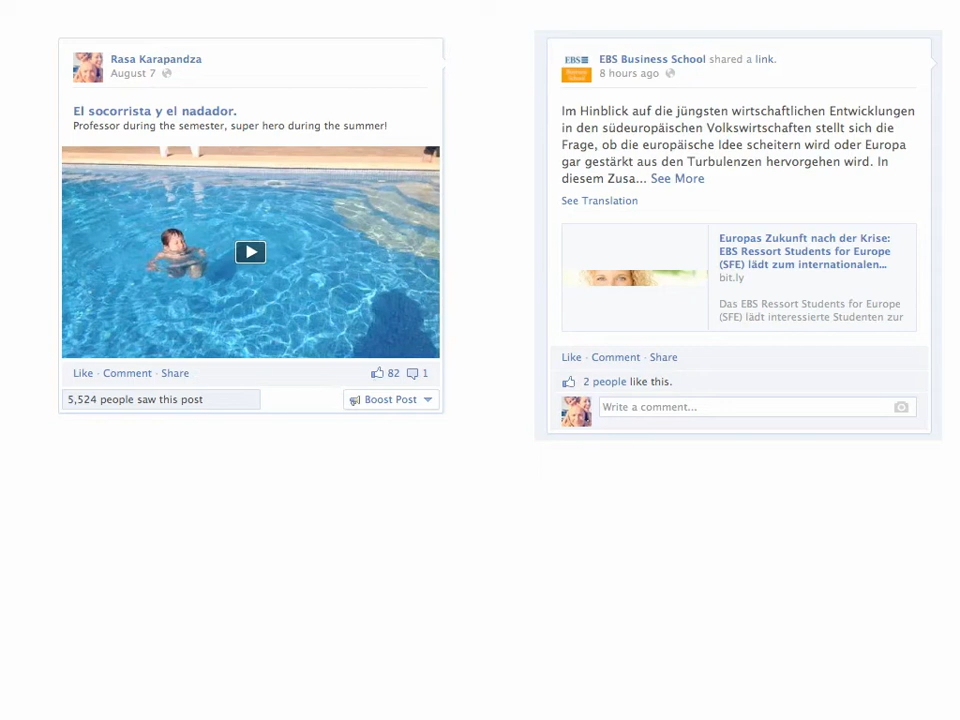 Rasa Karapandza
August 7
El socorrista y el nadador.
Professor during the semester, super hero during the summer!
Like · Comment · Share
82
1
5,524 people saw this post
Boost Post
EBS
Business
School
EBS Business School shared a link.
8 hours ago
Im Hinblick auf die jüngsten wirtschaftlichen Entwicklungen
in den südeuropäischen Volkswirtschaften stellt sich die
Frage, ob die europäische Idee scheitern wird oder Europa
gar gestärkt aus den Turbulenzen hervorgehen wird. In
diesem Zusa... See More
See Translation
Europas Zukunft nach der Krise:
EBS Ressort Students for Europe
(SFE) lädt zum internationalen...
bit.ly
Das EBS Ressort Students for Europe
(SFE) lädt interessierte Studenten zur
Like · Comment · Share
2 people like this.
Write a comment...